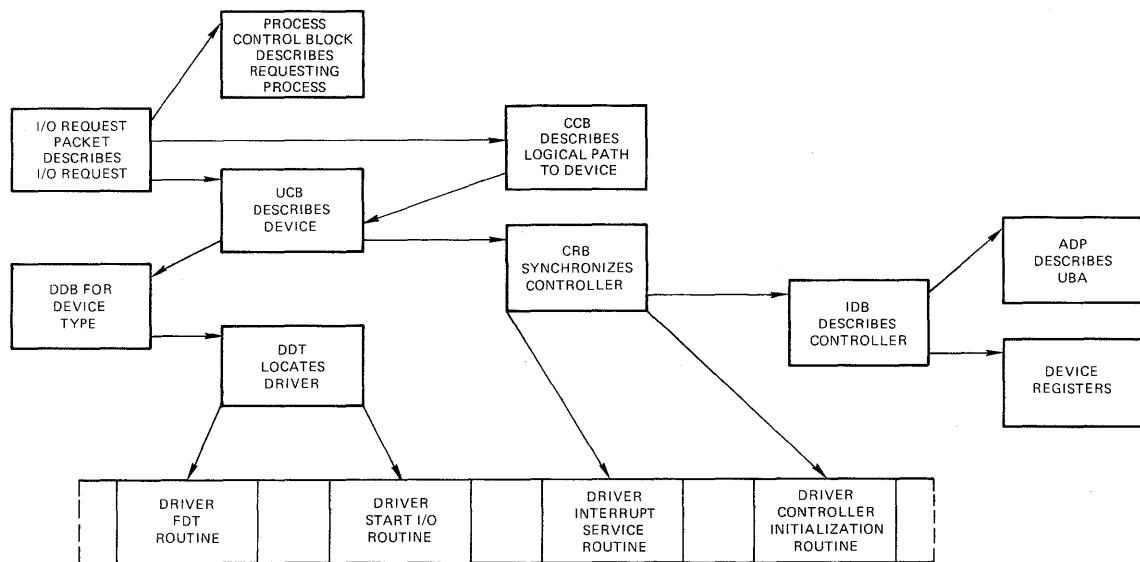 PROCESS
CONTROL BLOCK
DESCRIBES
REQUESTING
PROCESS
I/O REQUEST
PACKET
DESCRIBES
I/O REQUEST
CCB
DESCRIBES
LOGICAL PATH
TO DEVICE
UCB
DESCRIBES
DEVICE
CRB
SYNCHRONIZES
CONTROLLER
ADP
DESCRIBES
UBA
DDB FOR
DEVICE
TYPE
IDB
DESCRIBES
CONTROLLER
DDT
LOCATES
DRIVER
DEVICE
REGISTERS
DRIVER
FDT
ROUTINE
DRIVER
START I/O
ROUTINE
DRIVER
INTERRUPT
SERVICE
ROUTINE
DRIVER
CONTROLLER
INITIALIZATION
ROUTINE